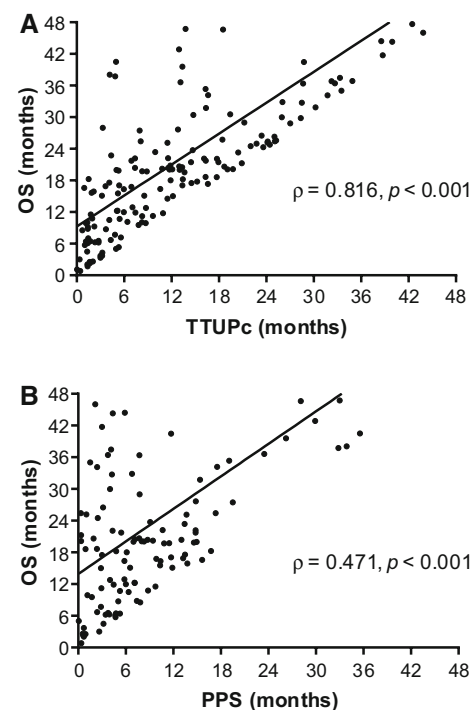 A
48
42
36
30
24
18
12
6
0
OS (months)
ρ = 0.816, p < 0.001
0 6 12 18 24 30 36 42 48
TTUPc (months)
B
48
42
36
30
24
18
12
6
0
OS (months)
ρ = 0.471, p < 0.001
0 6 12 18 24 30 36 42 48
PPS (months)